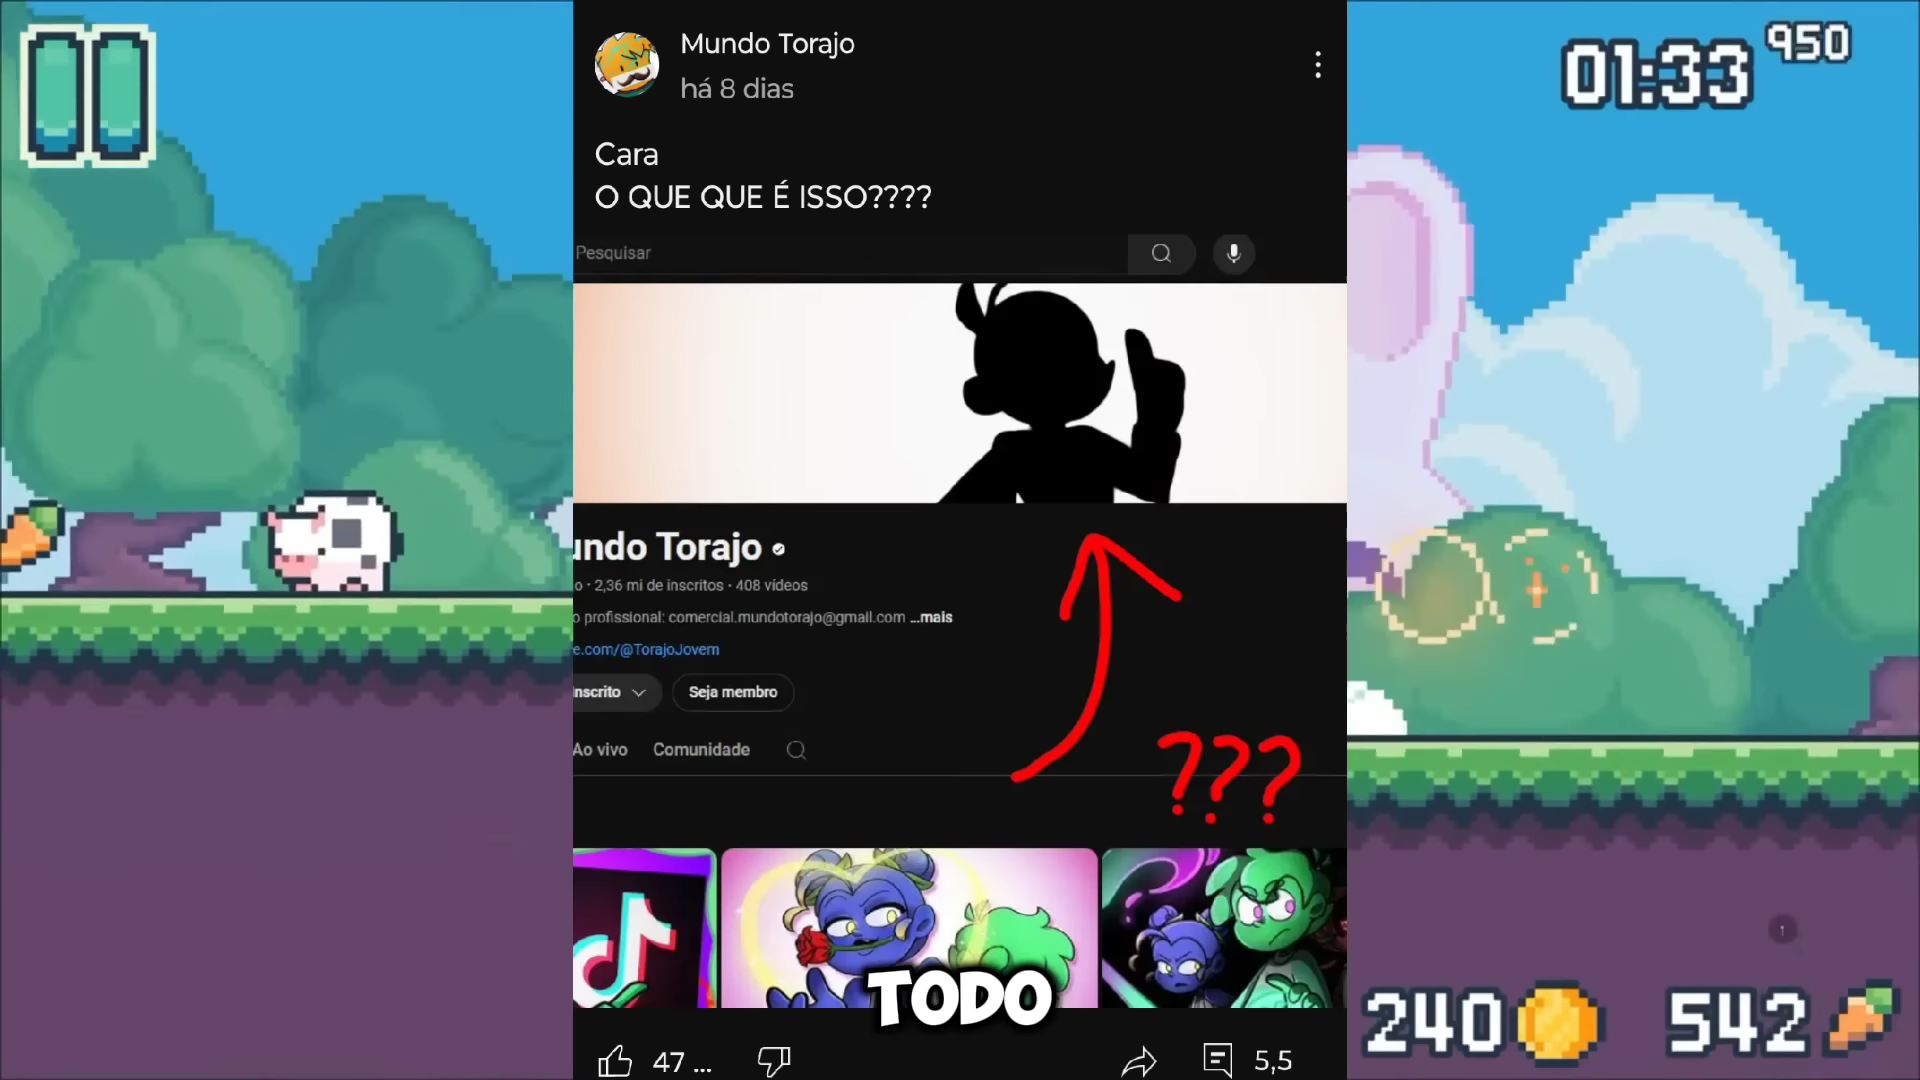 Mundo Torajo
há 8 dias
01:33 950
Cara
O QUE QUE É ISSO????
Pesquisar
undo Torajo
o · 2,36 mi de inscritos · 408 vídeos
o profissional: comercial.mundotorajo@gmail.com ...mais
e.com/@TorajoJovem
nscrito
Seja membro
Ao vivo Comunidade
???
TODO
240 542
47 ...
5,5